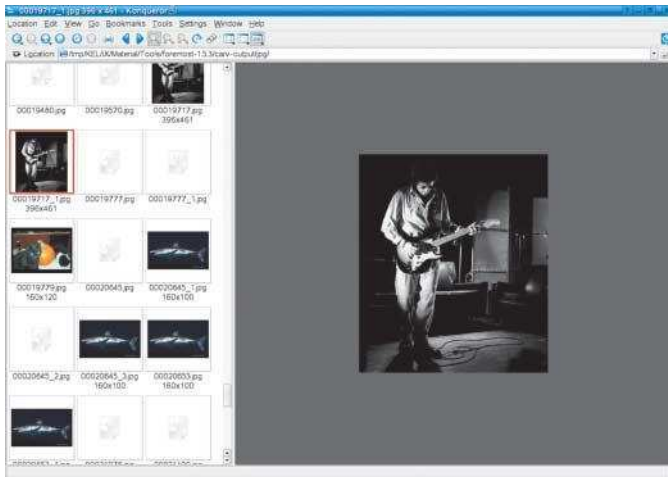 00019717_1.jpg 396 x 461 - Konqueror
Location Edit View Go Bookmarks Tools Settings Window Help
Location
00019480.jpg 00019570.jpg 00019717.jpg
396x461
00019717_1.jpg 00019777.jpg 00019777_1.jpg
396x461
00019779.jpg 00020645.jpg 00020645_1.jpg
160x120 160x100
00020645_2.jpg 00020645_3.jpg 00020653.jpg
160x100 160x100